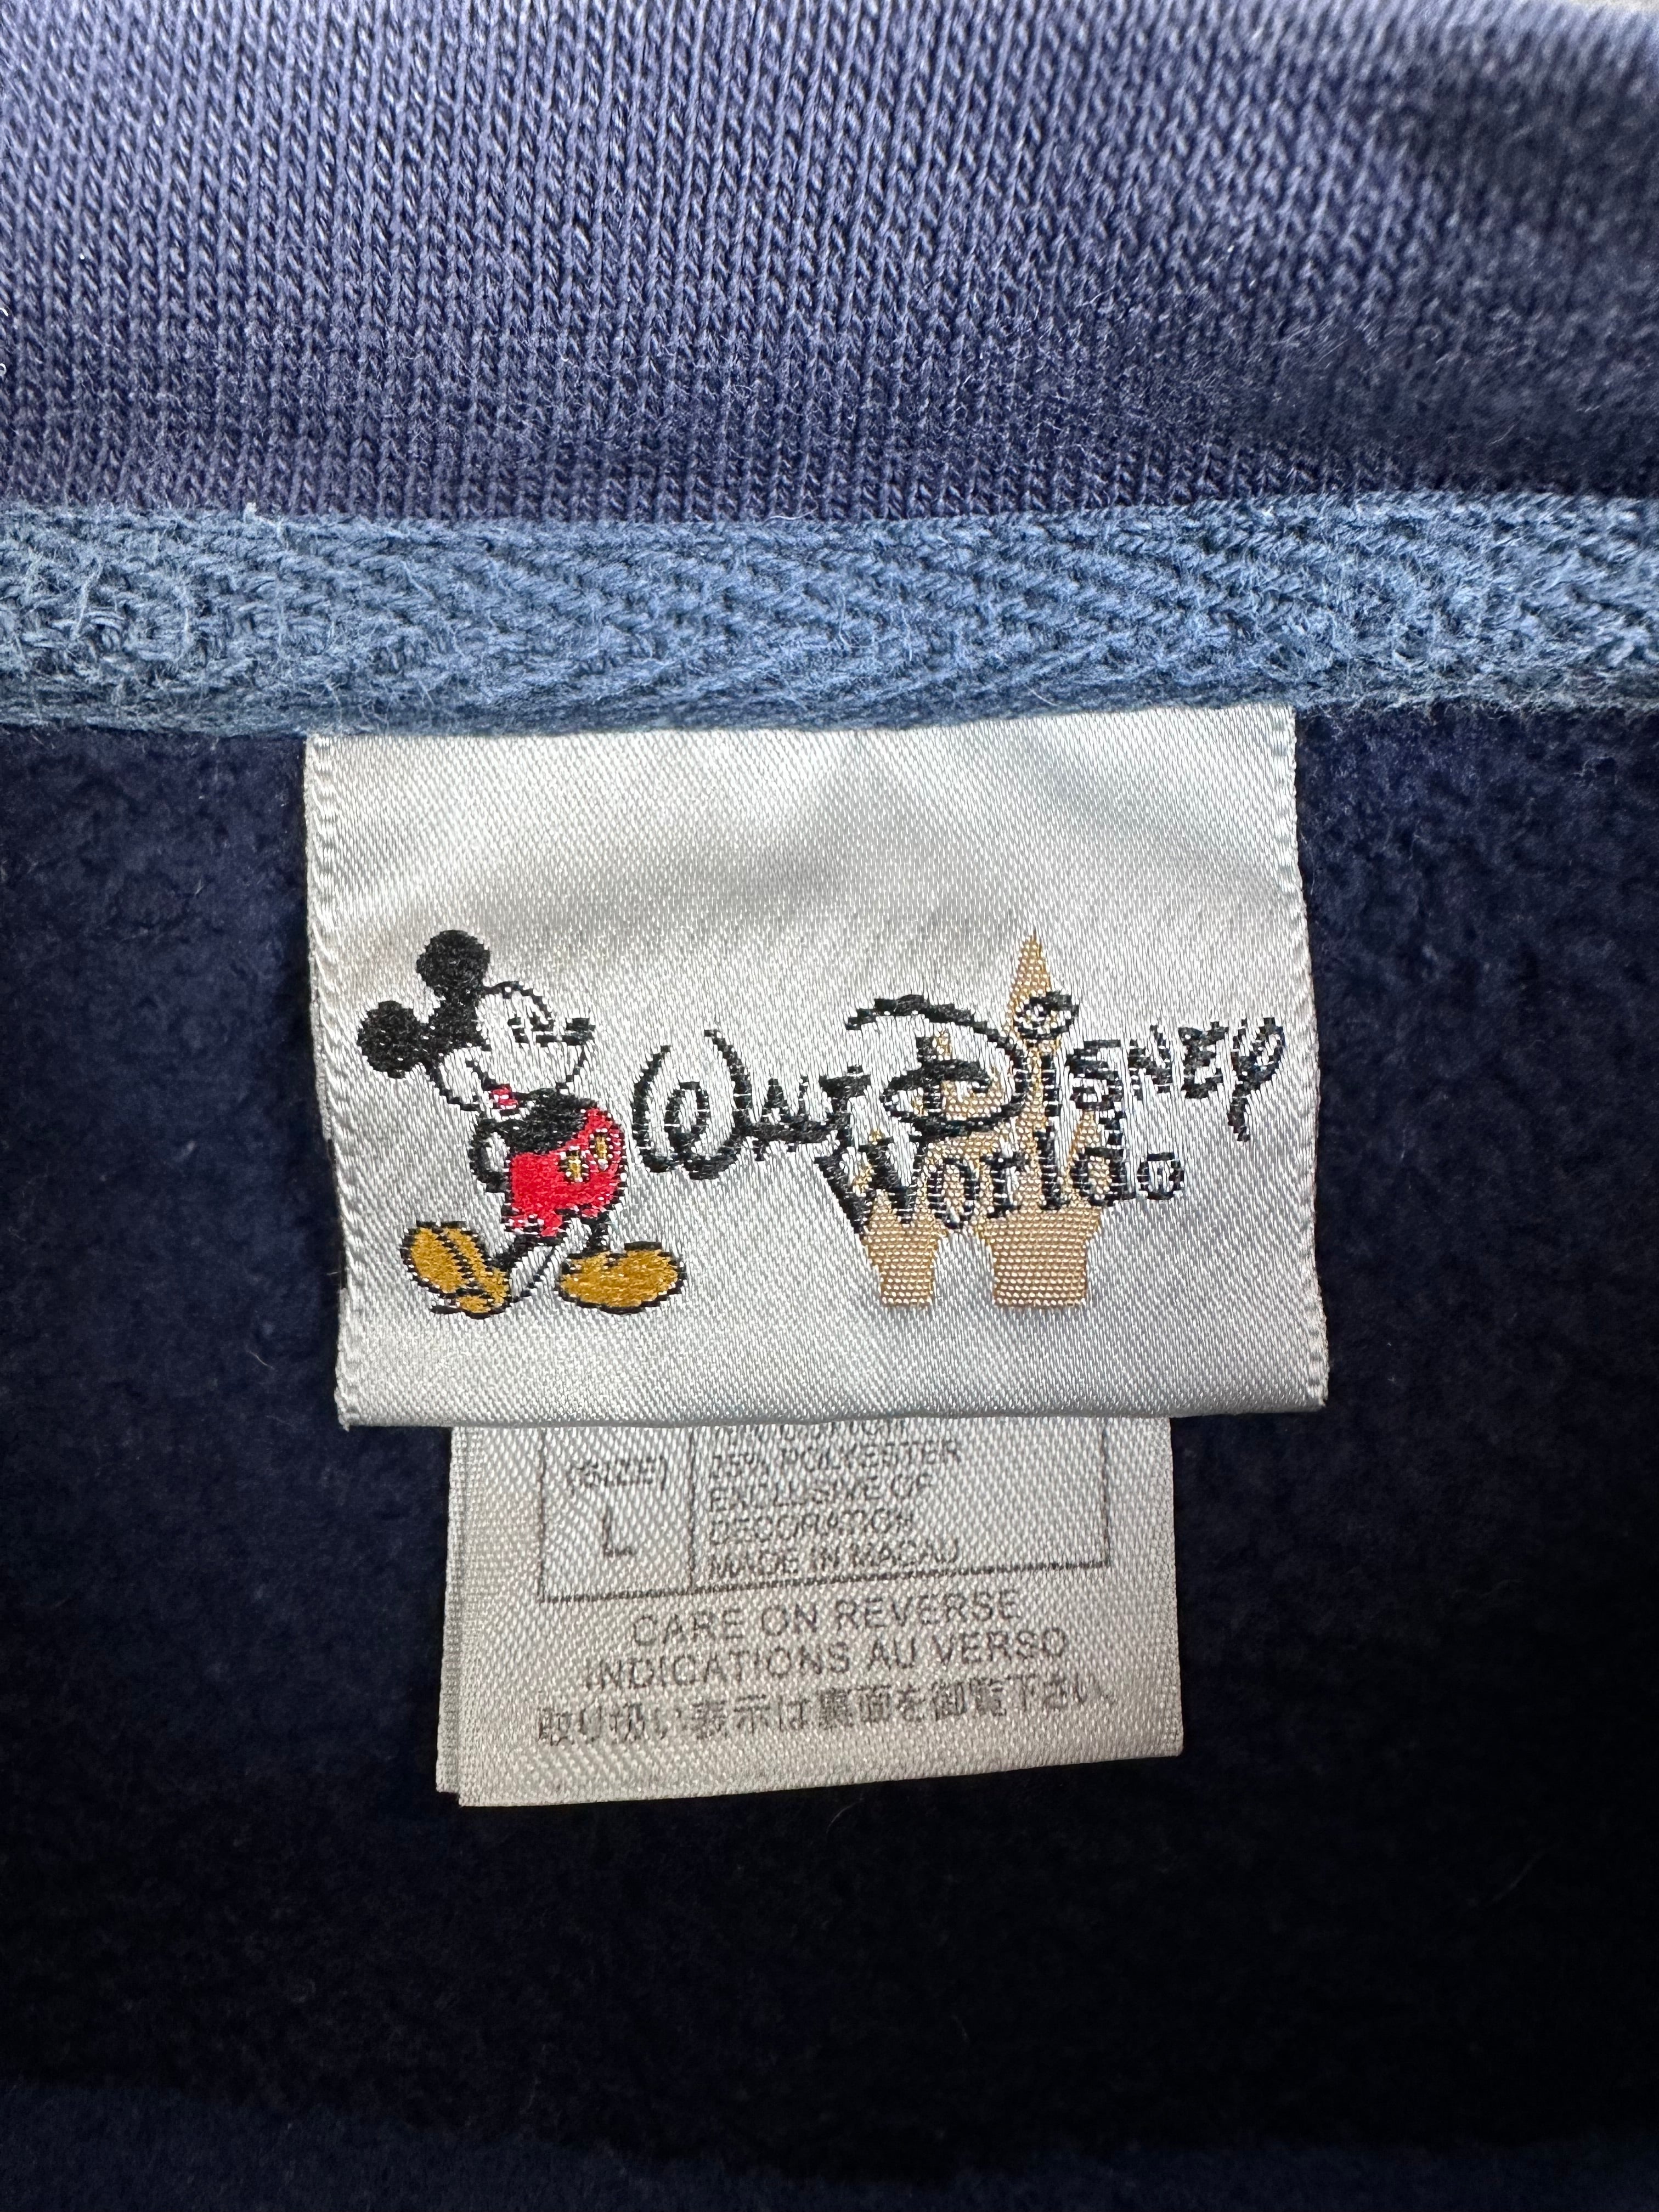 Walt Disney
World®
(SIZE)
L
25% POLYESTER
EXCLUSIVE OF
DECORATION
MADE IN MACAU
CARE ON REVERSE
INDICATIONS AU VERSO
取り扱い表示は裏面を御覧下さい